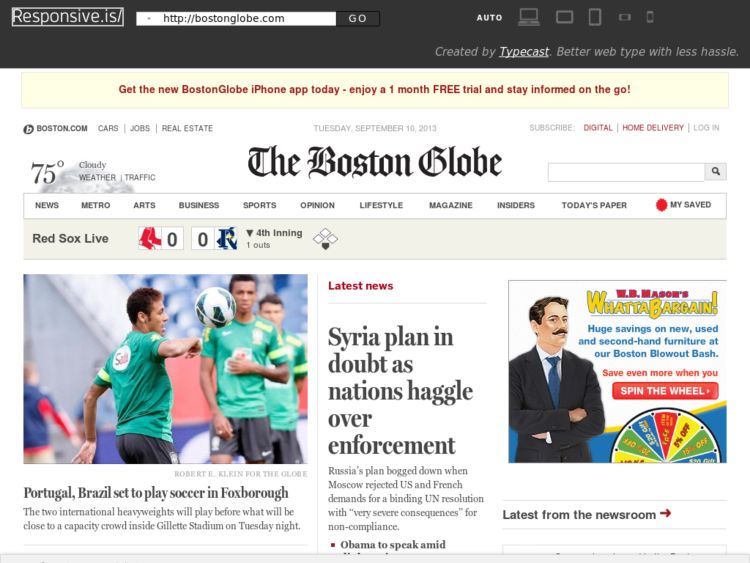 Responsive.is/
http://bostonglobe.com
GO
AUTO
Created by Typecast. Better web type with less hassle.
Get the new BostonGlobe iPhone app today - enjoy a 1 month FREE trial and stay informed on the go!
b BOSTON.COM CARS | JOBS | REAL ESTATE
TUESDAY, SEPTEMBER 10, 2013
SUBSCRIBE: DIGITAL | HOME DELIVERY | LOG IN
75°
Cloudy
WEATHER | TRAFFIC
The Boston Globe
NEWS METRO ARTS BUSINESS SPORTS OPINION LIFESTYLE MAGAZINE INSIDERS TODAY'S PAPER MY SAVED
Red Sox Live
0 0
▼ 4th Inning
1 outs
ROBERT E. KLEIN FOR THE GLOBE
Portugal, Brazil set to play soccer in Foxborough
The two international heavyweights will play before what will
be close to a capacity crowd inside Gillette Stadium on Tuesday night.
Latest news
Syria plan in
doubt as
nations haggle
over
enforcement
Russia's plan bogged down when
Moscow rejected US and French
demands for a binding UN resolution
with “very severe consequences” for
non-compliance.
Obama to speak amid
W.B. MASON'S
WHATTABARGAIN!
Huge savings on new, used
and second-hand furniture at
our Boston Blowout Bash.
Save even more when you
SPIN THE WHEEL ›
5% OFF
$20 Gift
Latest from the newsroom →